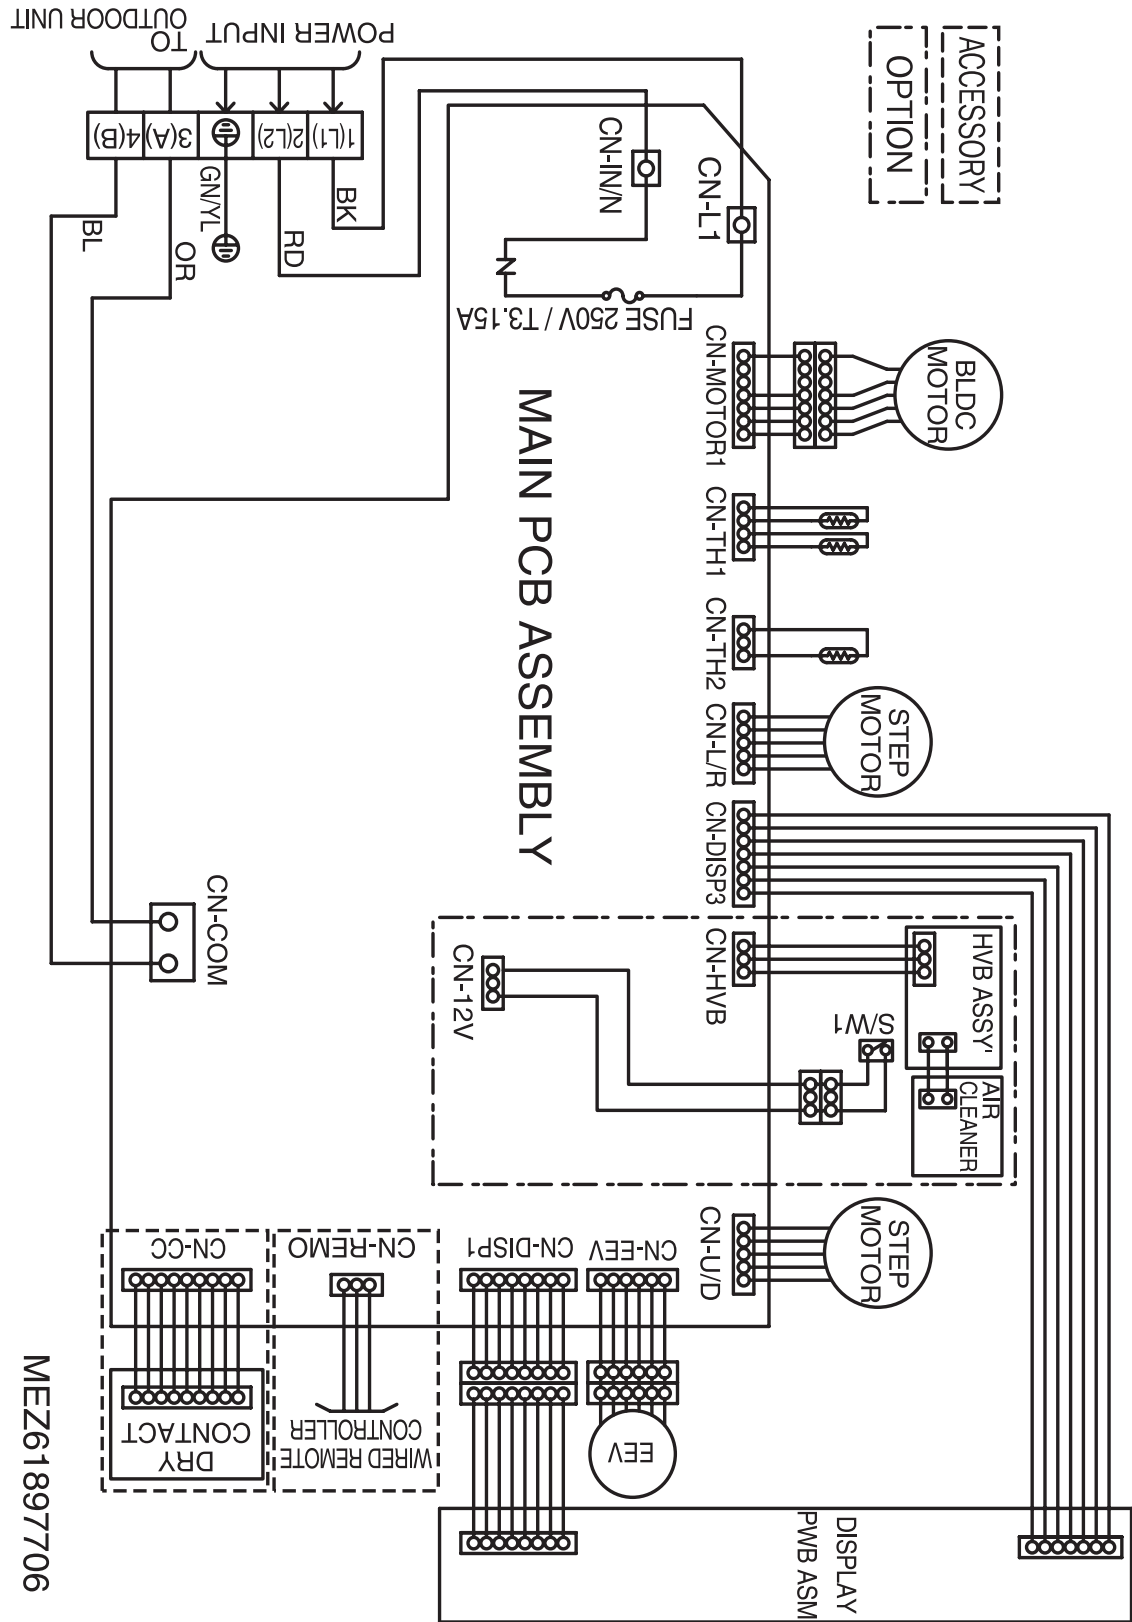 ACCESSORY
OPTION
POWER INPUT
TO
OUTDOOR UNIT
1(L1)
2(L2)
3(A)
4(B)
BK
RD
GN/YL
OR
BL
CN-IN/N
CN-L1
FUSE 250V / T3.15A
MAIN PCB ASSEMBLY
CN-MOTOR1
BLDC
MOTOR
CN-TH1
CN-TH2
CN-L/R
STEP
MOTOR
CN-DISP3
CN-HVB
HVB ASSY'
CN-12V
S/W1
AIR
CLEANER
CN-U/D
STEP
MOTOR
CN-COM
CN-CC
CN-REMO
CN-DISP1
CN-EEV
DRY
CONTACT
WIRED REMOTE
CONTROLLER
EEV
DISPLAY
PWB ASM
MEZ61897706